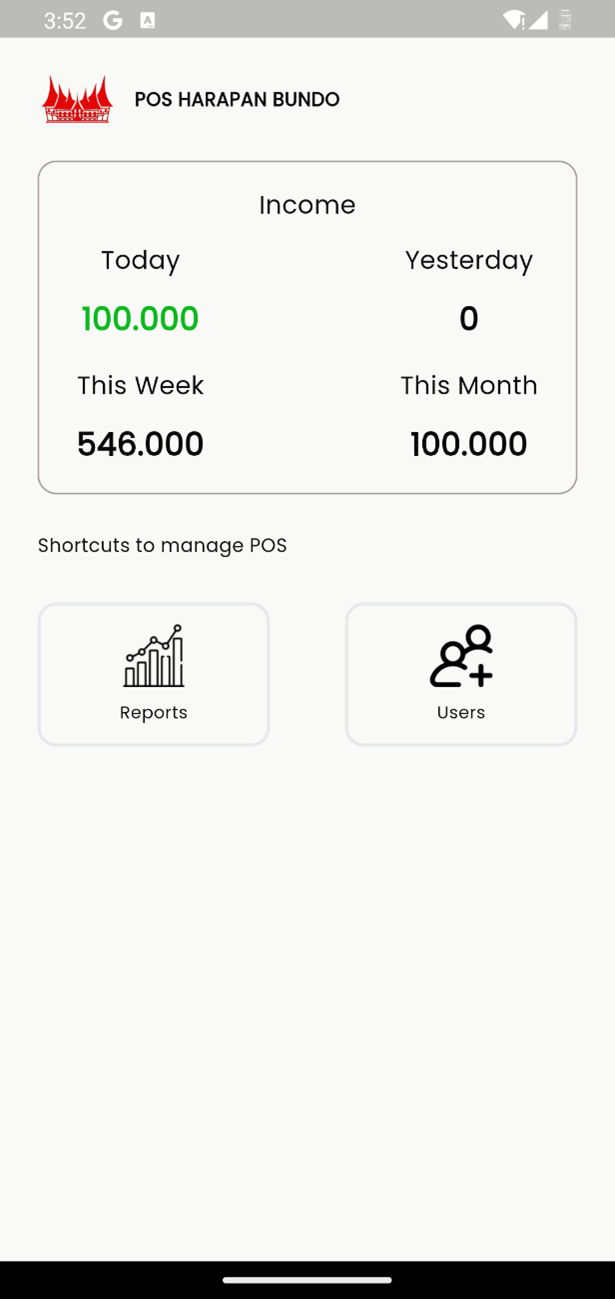 3:52
POS HARAPAN BUNDO
Income
Today
Yesterday
100.000
0
This Week
This Month
546.000
100.000
Shortcuts to manage POS
Reports
Users